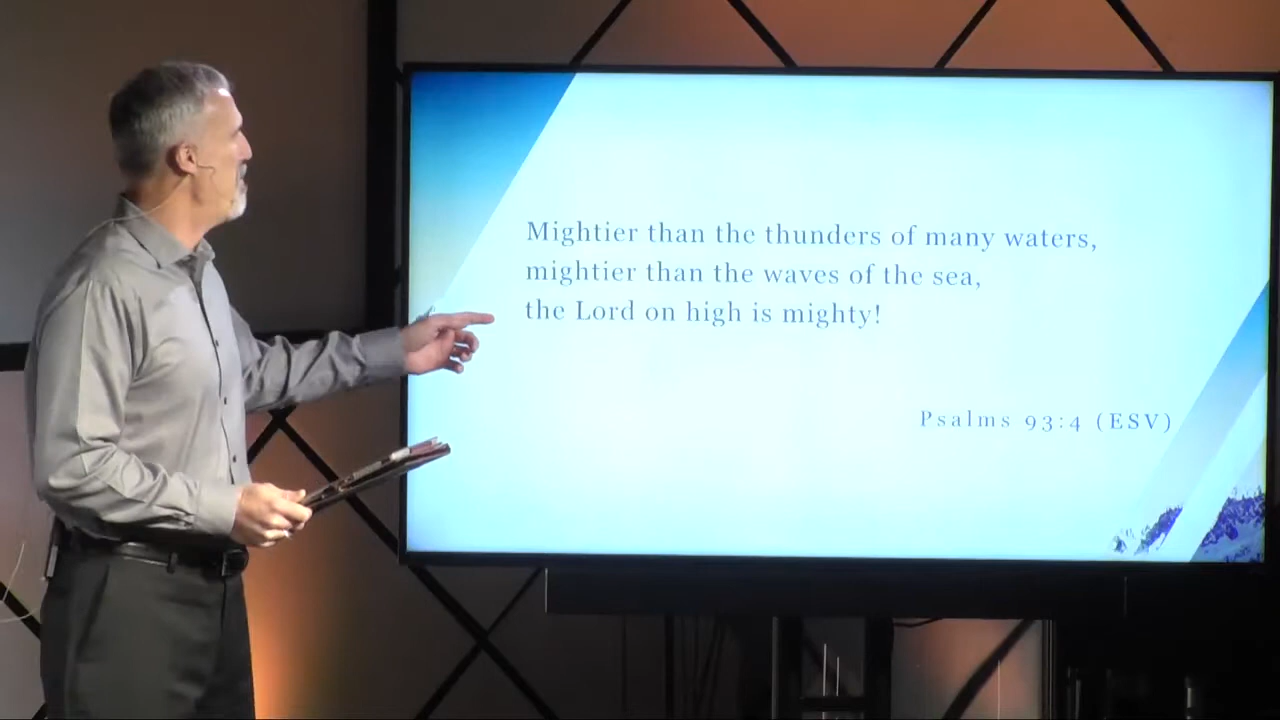 Mightier than the thunders of many waters,
mightier than the waves of the sea,
the Lord on high is mighty!
Psalms 93:4 (ESV)